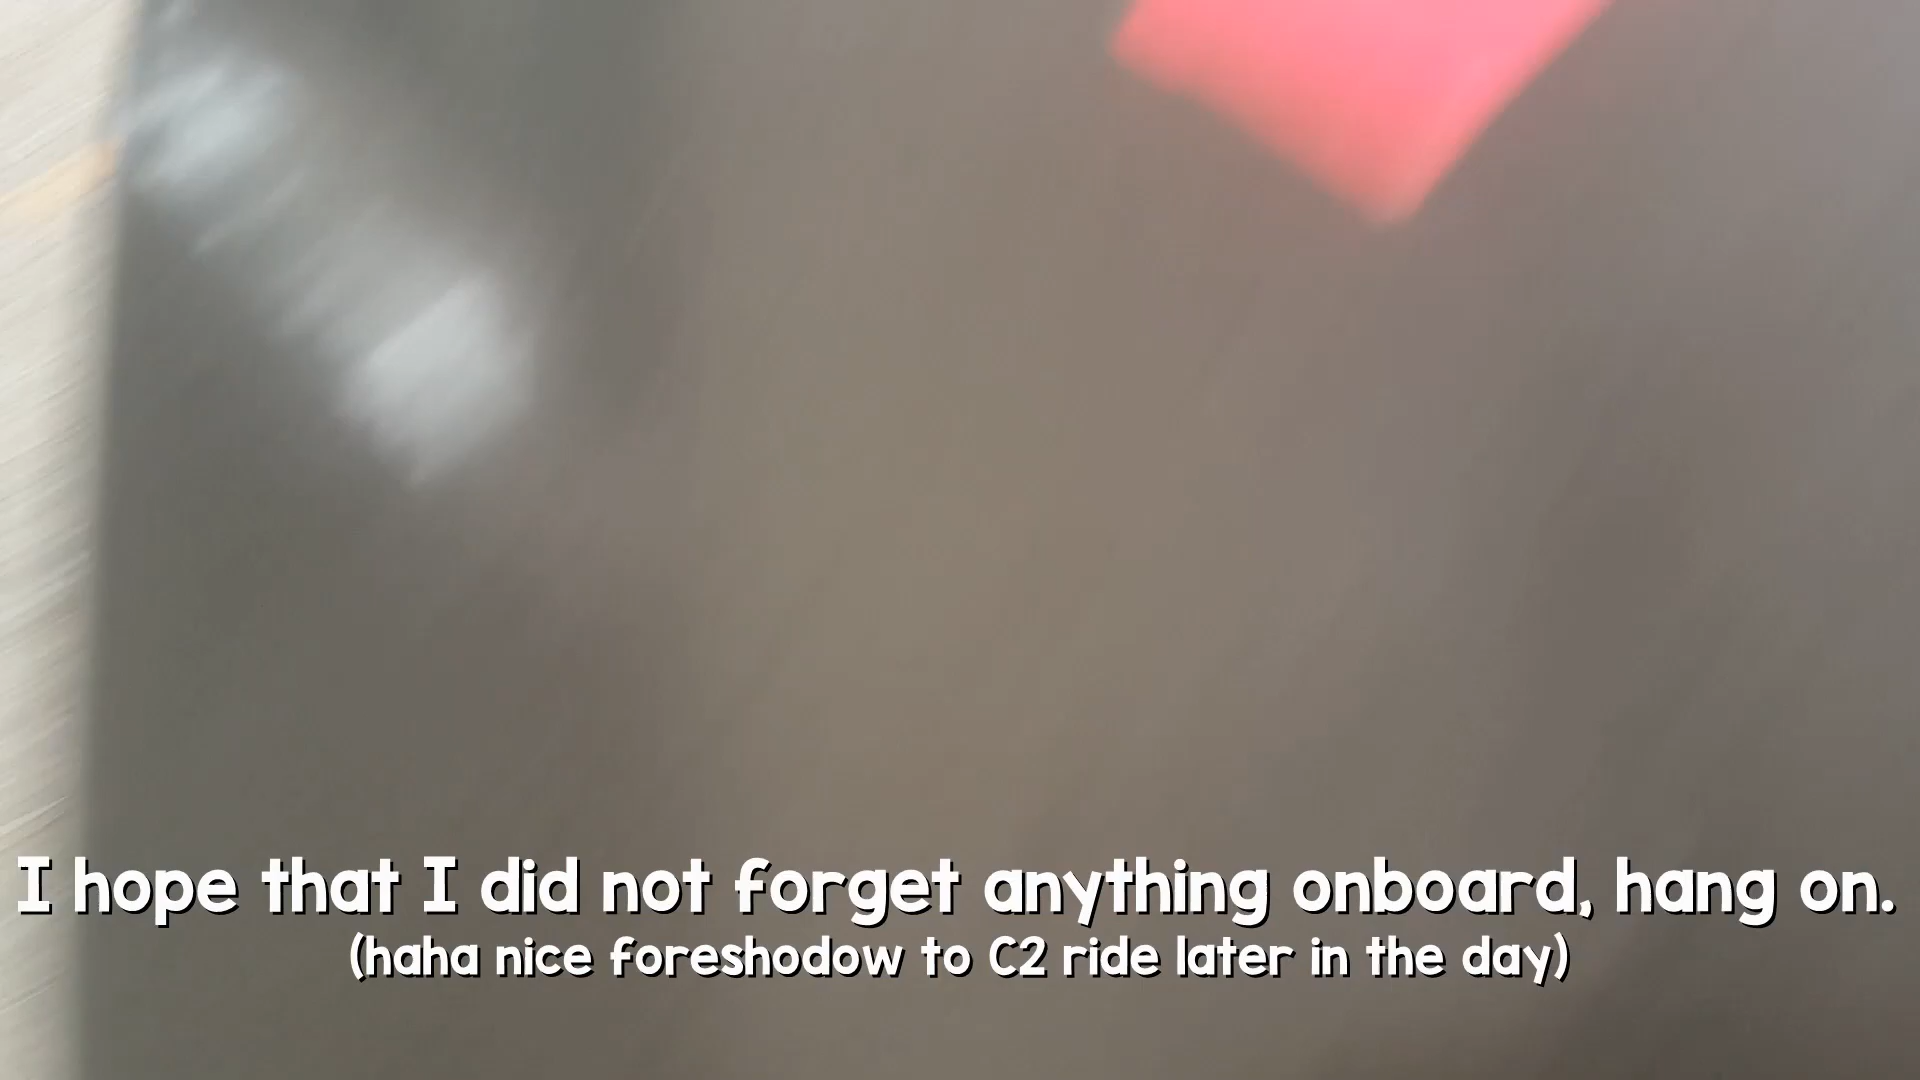 I hope that I did not forget anything onboard, hang on.
(haha nice foreshodow to C2 ride later in the day)